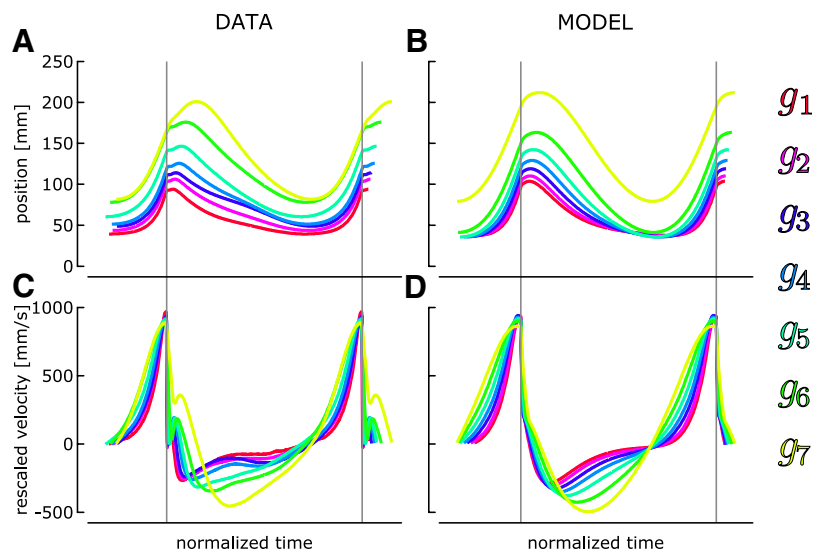 DATA
MODEL
A
B
position [mm]
250
200
150
100
50
0
C
D
rescaled velocity [mm/s]
1000
500
0
-500
normalized time
normalized time
g1
g2
g3
g4
g5
g6
g7